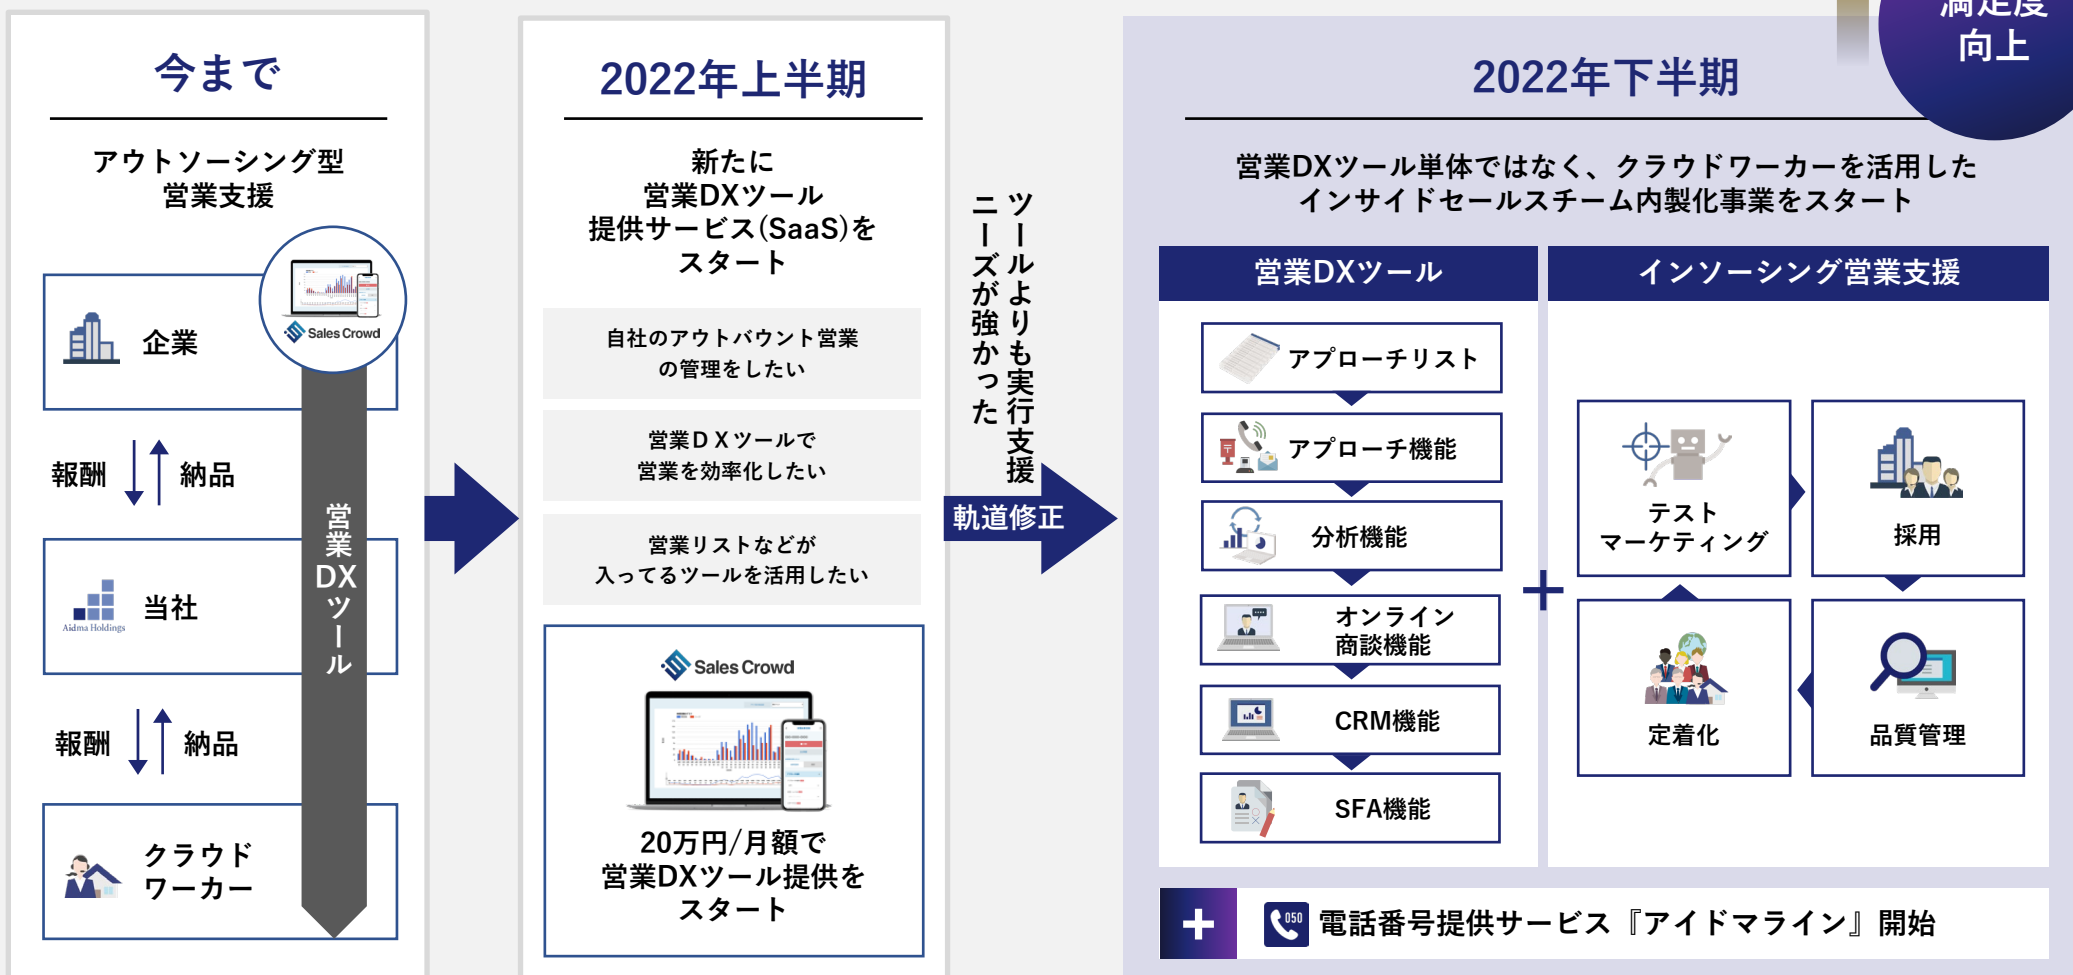 今まで
アウトソーシング型
営業支援
Sales Crowd
企業
報酬
納品
営業DXツール
Aidma Holdings
当社
報酬
納品
クラウド
ワーカー
2022年上半期
新たに
営業DXツール
提供サービス(SaaS)を
スタート
自社のアウトバウント営業
の管理をしたい
営業ＤＸツールで
営業を効率化したい
営業リストなどが
入ってるツールを活用したい
Sales Crowd
20万円/月額で
営業DXツール提供を
スタート
ツールよりも実行支援
ニーズが強かった
軌道修正
満足度
向上
2022年下半期
営業DXツール単体ではなく、クラウドワーカーを活用した
インサイドセールスチーム内製化事業をスタート
営業DXツール
アプローチリスト
アプローチ機能
分析機能
オンライン
商談機能
CRM機能
SFA機能
+
インソーシング営業支援
テスト
マーケティング
採用
定着化
品質管理
+
050
電話番号提供サービス『アイドマライン』開始